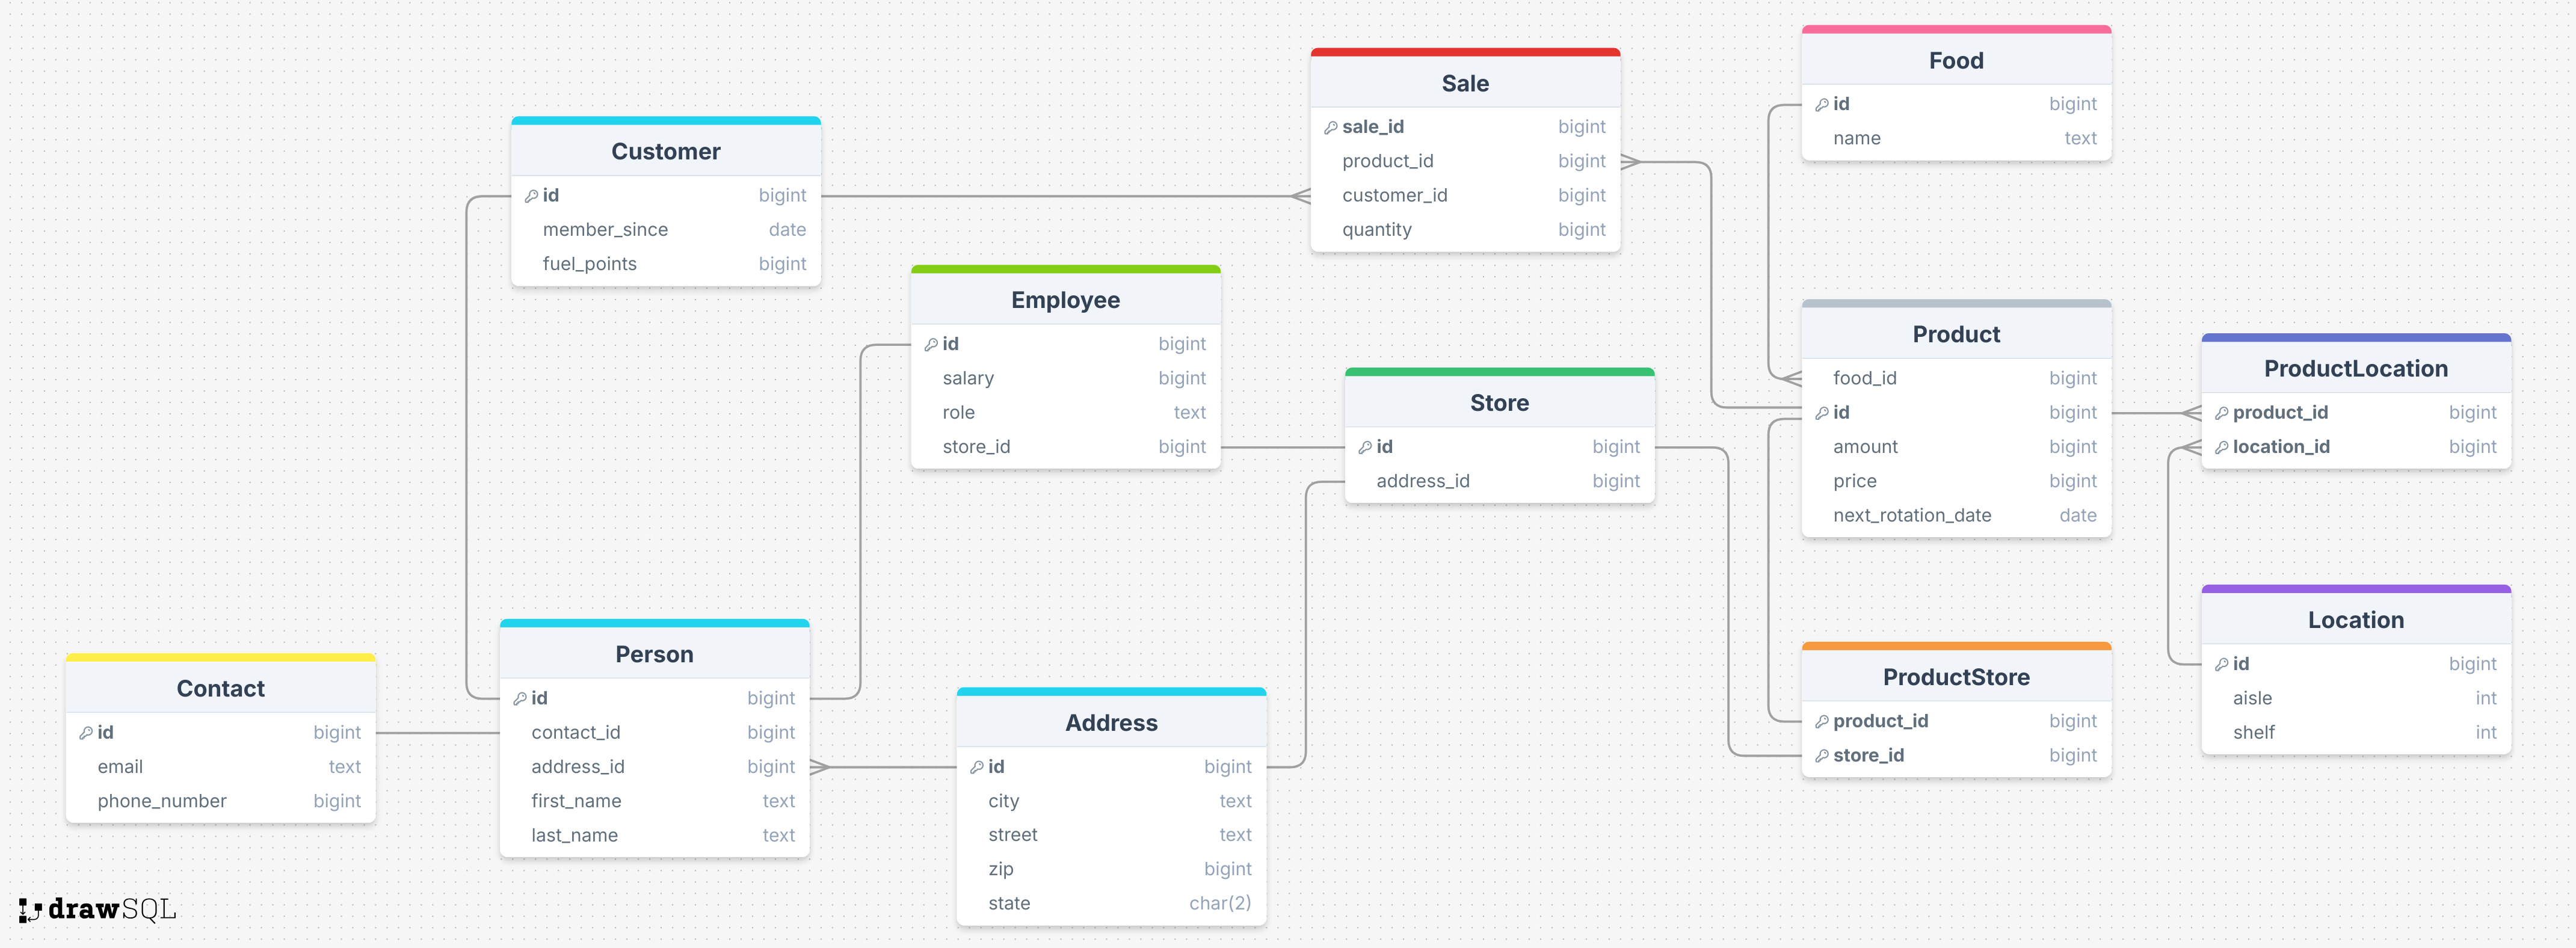 Customer
id bigint
member_since date
fuel_points bigint
Sale
sale_id bigint
product_id bigint
customer_id bigint
quantity bigint
Food
id bigint
name text
Employee
id bigint
salary bigint
role text
store_id bigint
Store
id bigint
address_id bigint
Product
food_id bigint
id bigint
amount bigint
price bigint
next_rotation_date date
ProductLocation
product_id bigint
location_id bigint
Contact
id bigint
email text
phone_number bigint
Person
id bigint
contact_id bigint
address_id bigint
first_name text
last_name text
Address
id bigint
city text
street text
zip bigint
state char(2)
ProductStore
product_id bigint
store_id bigint
Location
id bigint
aisle int
shelf int
drawSQL